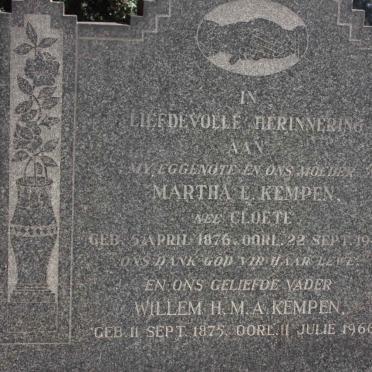 IN
LIEFDEVOLLE HERINNERING
AAN
MY EGGENOTE EN ONS MOEDER
MARTHA E. KEMPEN,
NEE CLOETE
GEB. 5 APRIL 1876. OORL. 22 SEPT. 19
ONS DANK GOD VIR HAAR LEWE
EN ONS GELIEFDE VADER
WILLEM H.M.A. KEMPEN,
GEB. 11 SEPT. 1875. OORL. 11 JULIE 1966